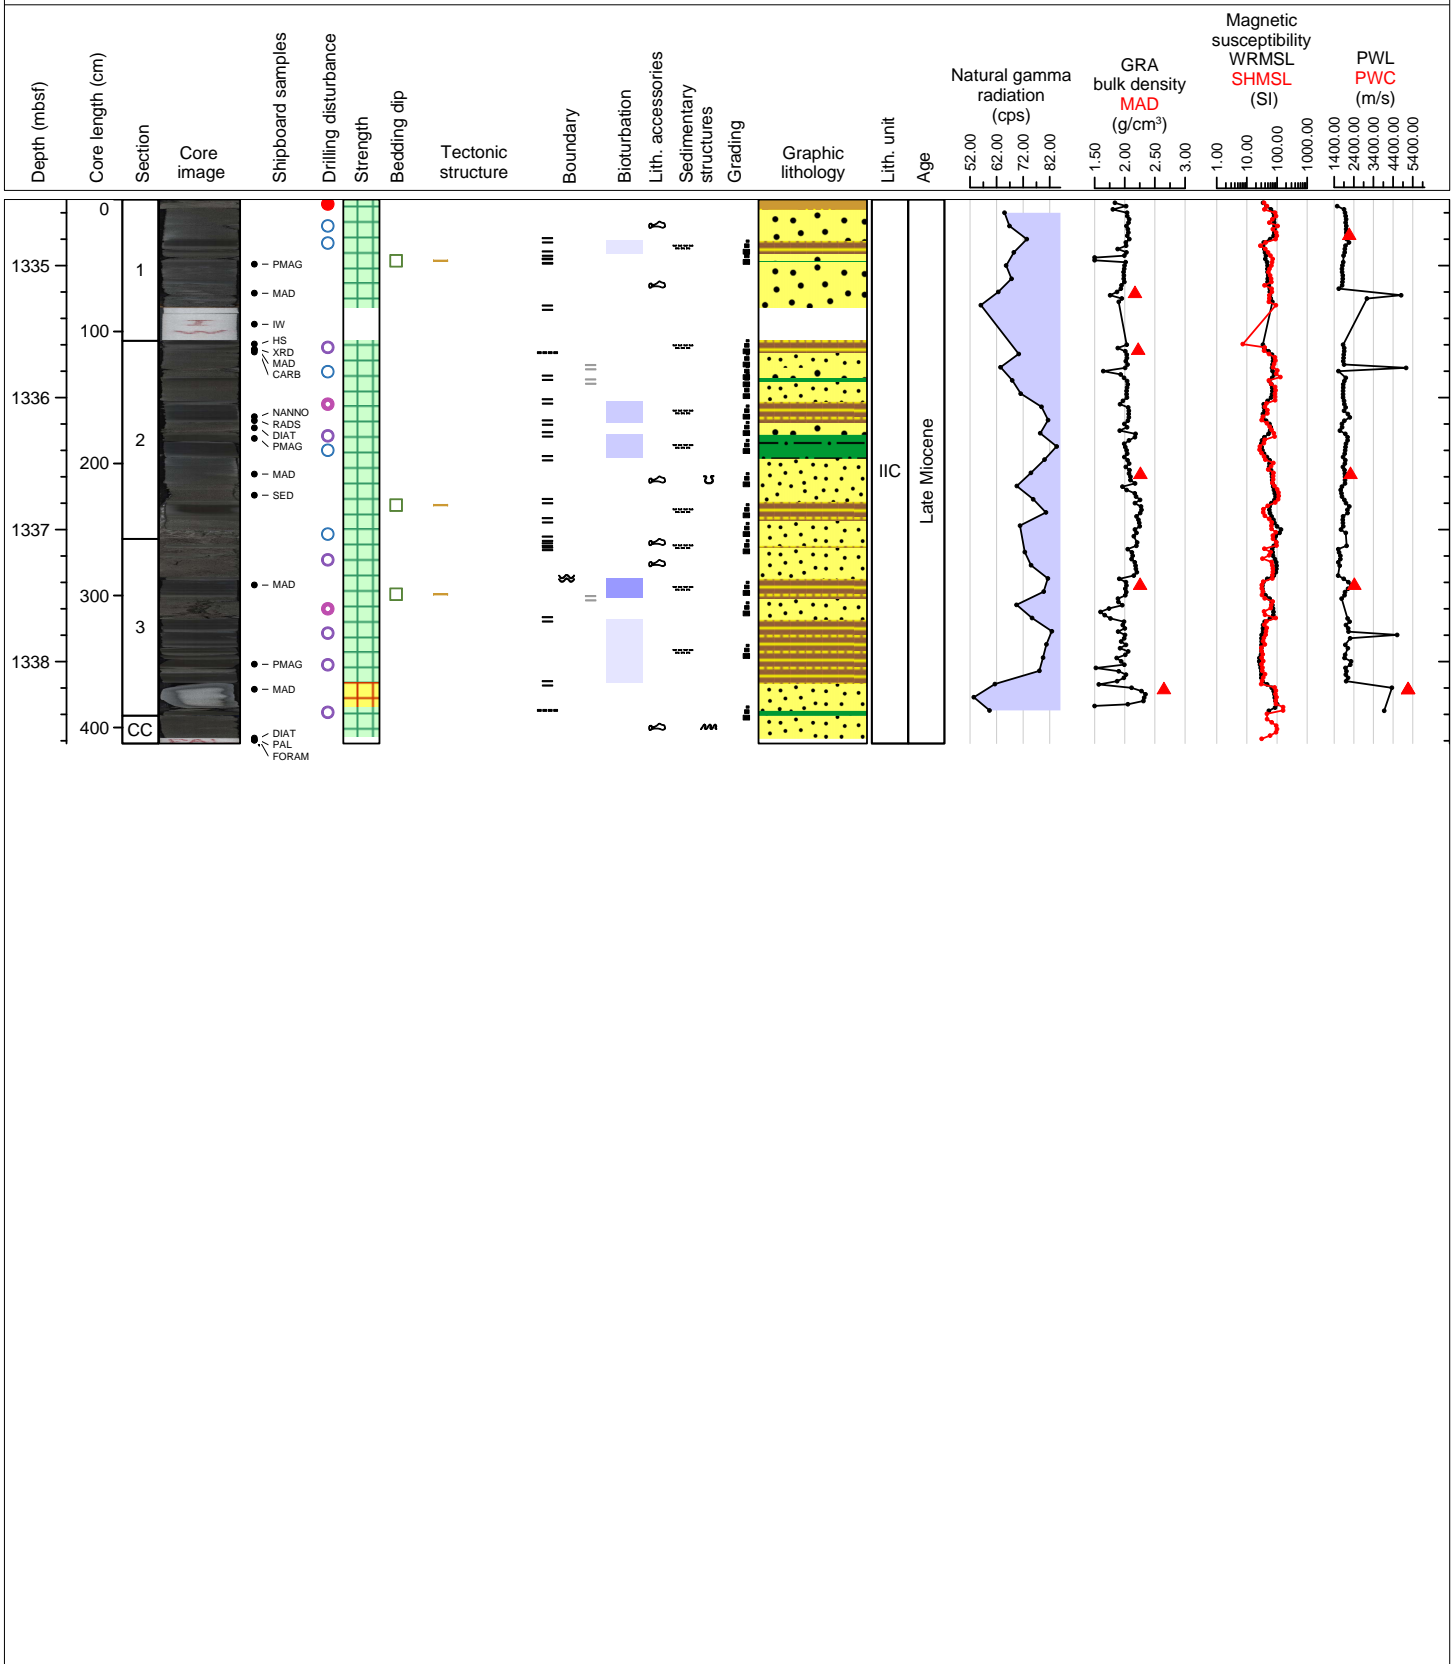 Depth (mbsf)
Core length (cm)
Section
Core
image
Shipboard samples
Drilling disturbance
Strength
Bedding dip
Tectonic
structure
Boundary
Bioturbation
Lith. accessories
Sedimentary
structures
Grading
Graphic
lithology
Lith. unit
Age
Natural gamma
radiation
(cps)
52.00
62.00
72.00
82.00
GRA
bulk density
MAD
(g/cm³)
1.50
2.00
2.50
3.00
Magnetic
susceptibility
WRMSL
SHMSL
(SI)
1.00
10.00
100.00
1000.00
PWL
PWC
(m/s)
1400.00
2400.00
3400.00
4400.00
5400.00
1335
1336
1337
1338
0
100
200
300
400
1
2
3
CC
PMAG
MAD
IW
HS
XRD
MAD
CARB
NANNO
RADS
DIAT
PMAG
MAD
SED
MAD
PMAG
MAD
DIAT
PAL
FORAM
IIC
Late Miocene